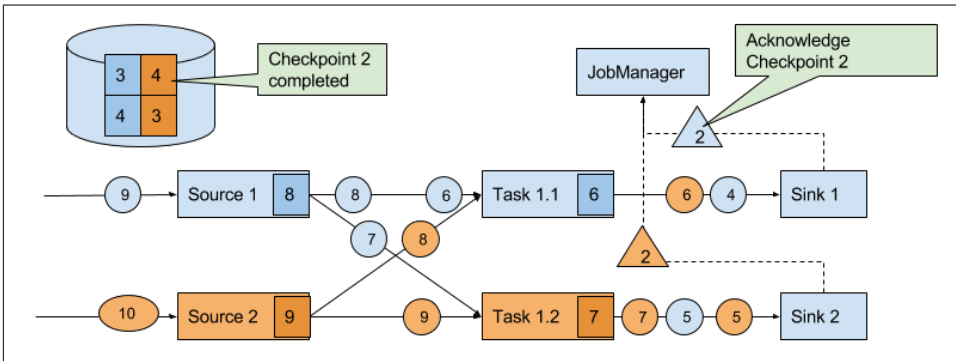 Checkpoint 2
completed
3 4
4 3
JobManager
Acknowledge
Checkpoint 2
2
9
Source 1 8
8
6
Task 1.1 6
6
4
Sink 1
7
8
2
10
Source 2 9
9
Task 1.2 7
7
5
5
Sink 2